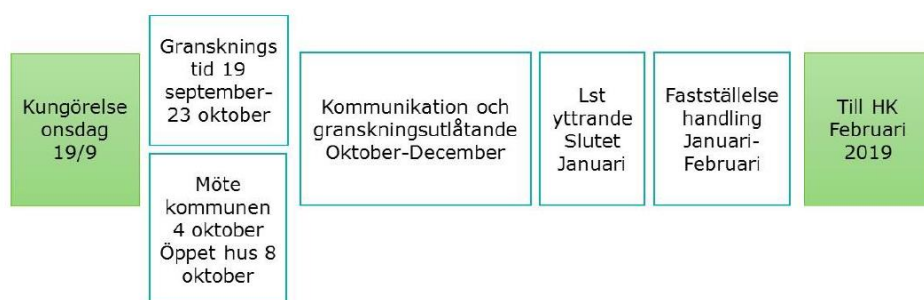 Kungörelse
onsdag
19/9
Gransknings
tid 19
september-
23 oktober
Möte
kommunen
4 oktober
Öppet hus 8
oktober
Kommunikation och
granskningsutlåtande
Oktober-December
Lst
yttrande
Slutet
Januari
Fastställelse
handling
Januari-
Februari
Till HK
Februari
2019